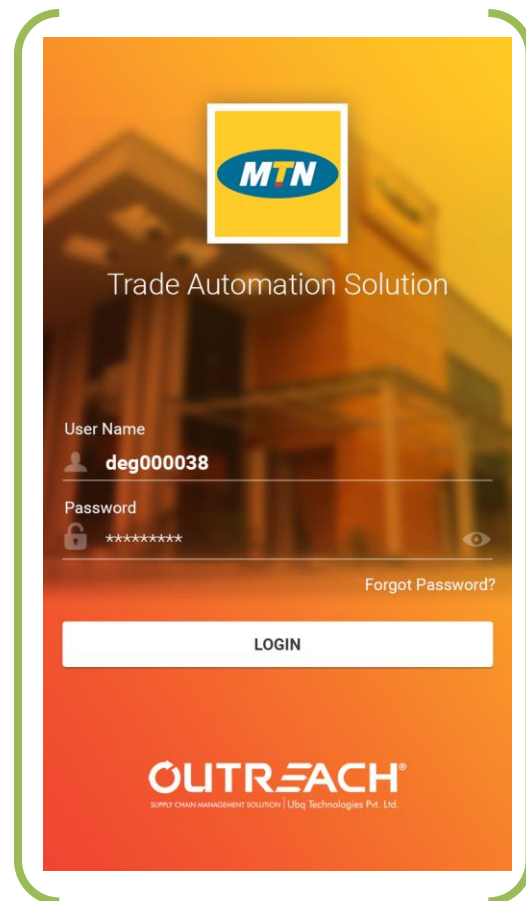 MTN
Trade Automation Solution
User Name
deg000038
Password
*********
Forgot Password?
LOGIN
OUTREACH®
SUPPLY CHAIN MANAGEMENT SOLUTION | Ubq Technologies Pvt. Ltd.